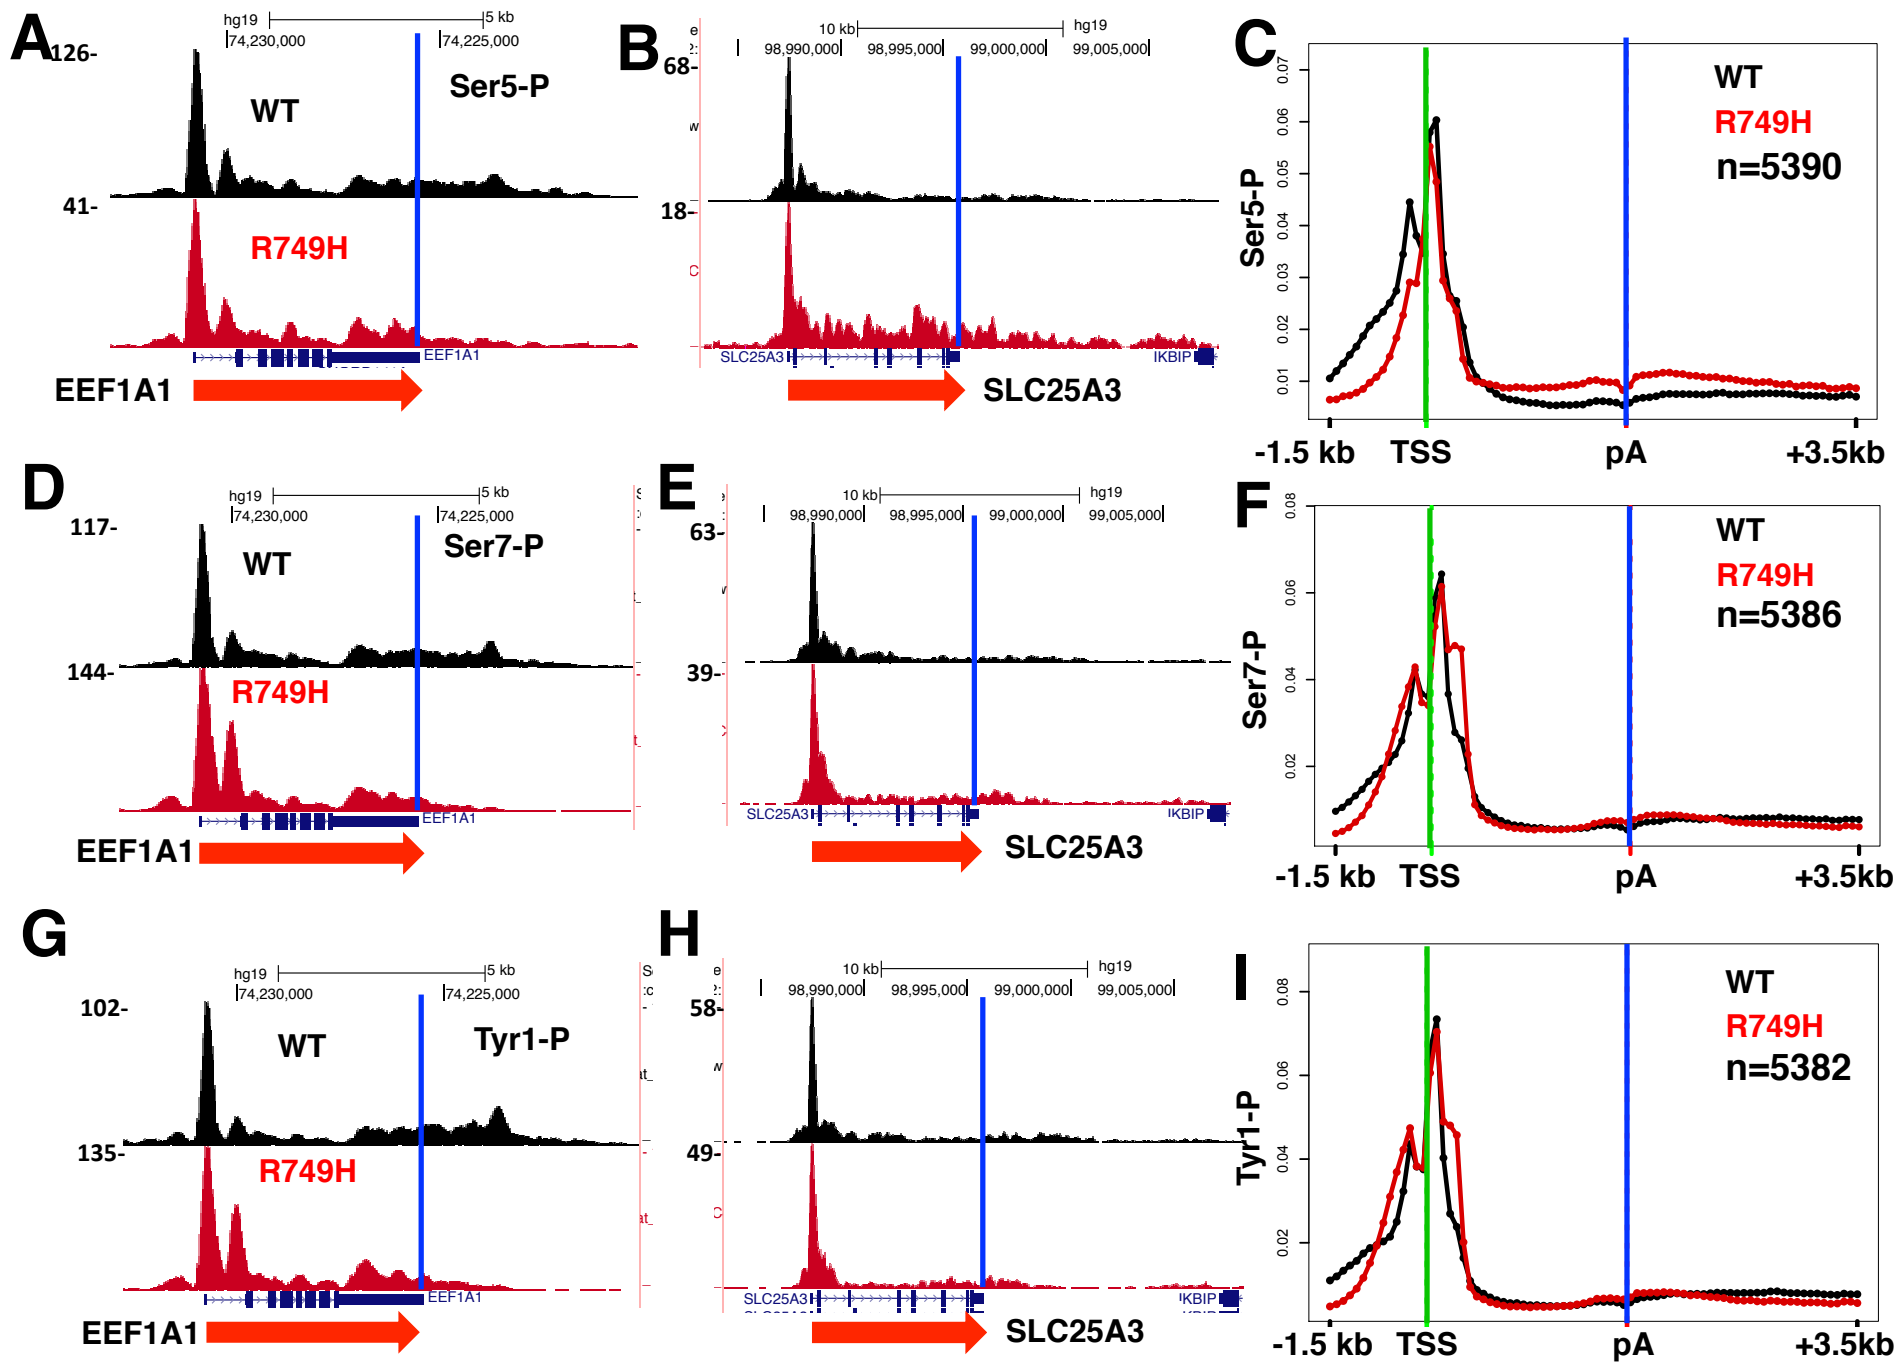 A
hg19
5 kb
74,230,000
74,225,000
126-
WT
Ser5-P
41-
R749H
EEF1A1
EEF1A1
B
10 kb
hg19
98,990,000
98,995,000
99,000,000
99,005,000
68-
18-
SLC25A3
IKBIP
SLC25A3
C
WT
R749H
n=5390
Ser5-P
0.07
0.06
0.05
0.04
0.03
0.02
0.01
-1.5 kb
TSS
pA
+3.5kb
D
hg19
5 kb
74,230,000
74,225,000
117-
WT
Ser7-P
144-
R749H
EEF1A1
EEF1A1
E
10 kb
hg19
98,990,000
98,995,000
99,000,000
99,005,000
63-
39-
SLC25A3
IKBIP
SLC25A3
F
WT
R749H
n=5386
Ser7-P
0.08
0.06
0.04
0.02
-1.5 kb
TSS
pA
+3.5kb
G
hg19
5 kb
74,230,000
74,225,000
102-
WT
Tyr1-P
135-
R749H
EEF1A1
EEF1A1
H
10 kb
hg19
98,990,000
98,995,000
99,000,000
99,005,000
58-
49-
SLC25A3
IKBIP
SLC25A3
I
WT
R749H
n=5382
Tyr1-P
0.08
0.06
0.04
0.02
-1.5 kb
TSS
pA
+3.5kb